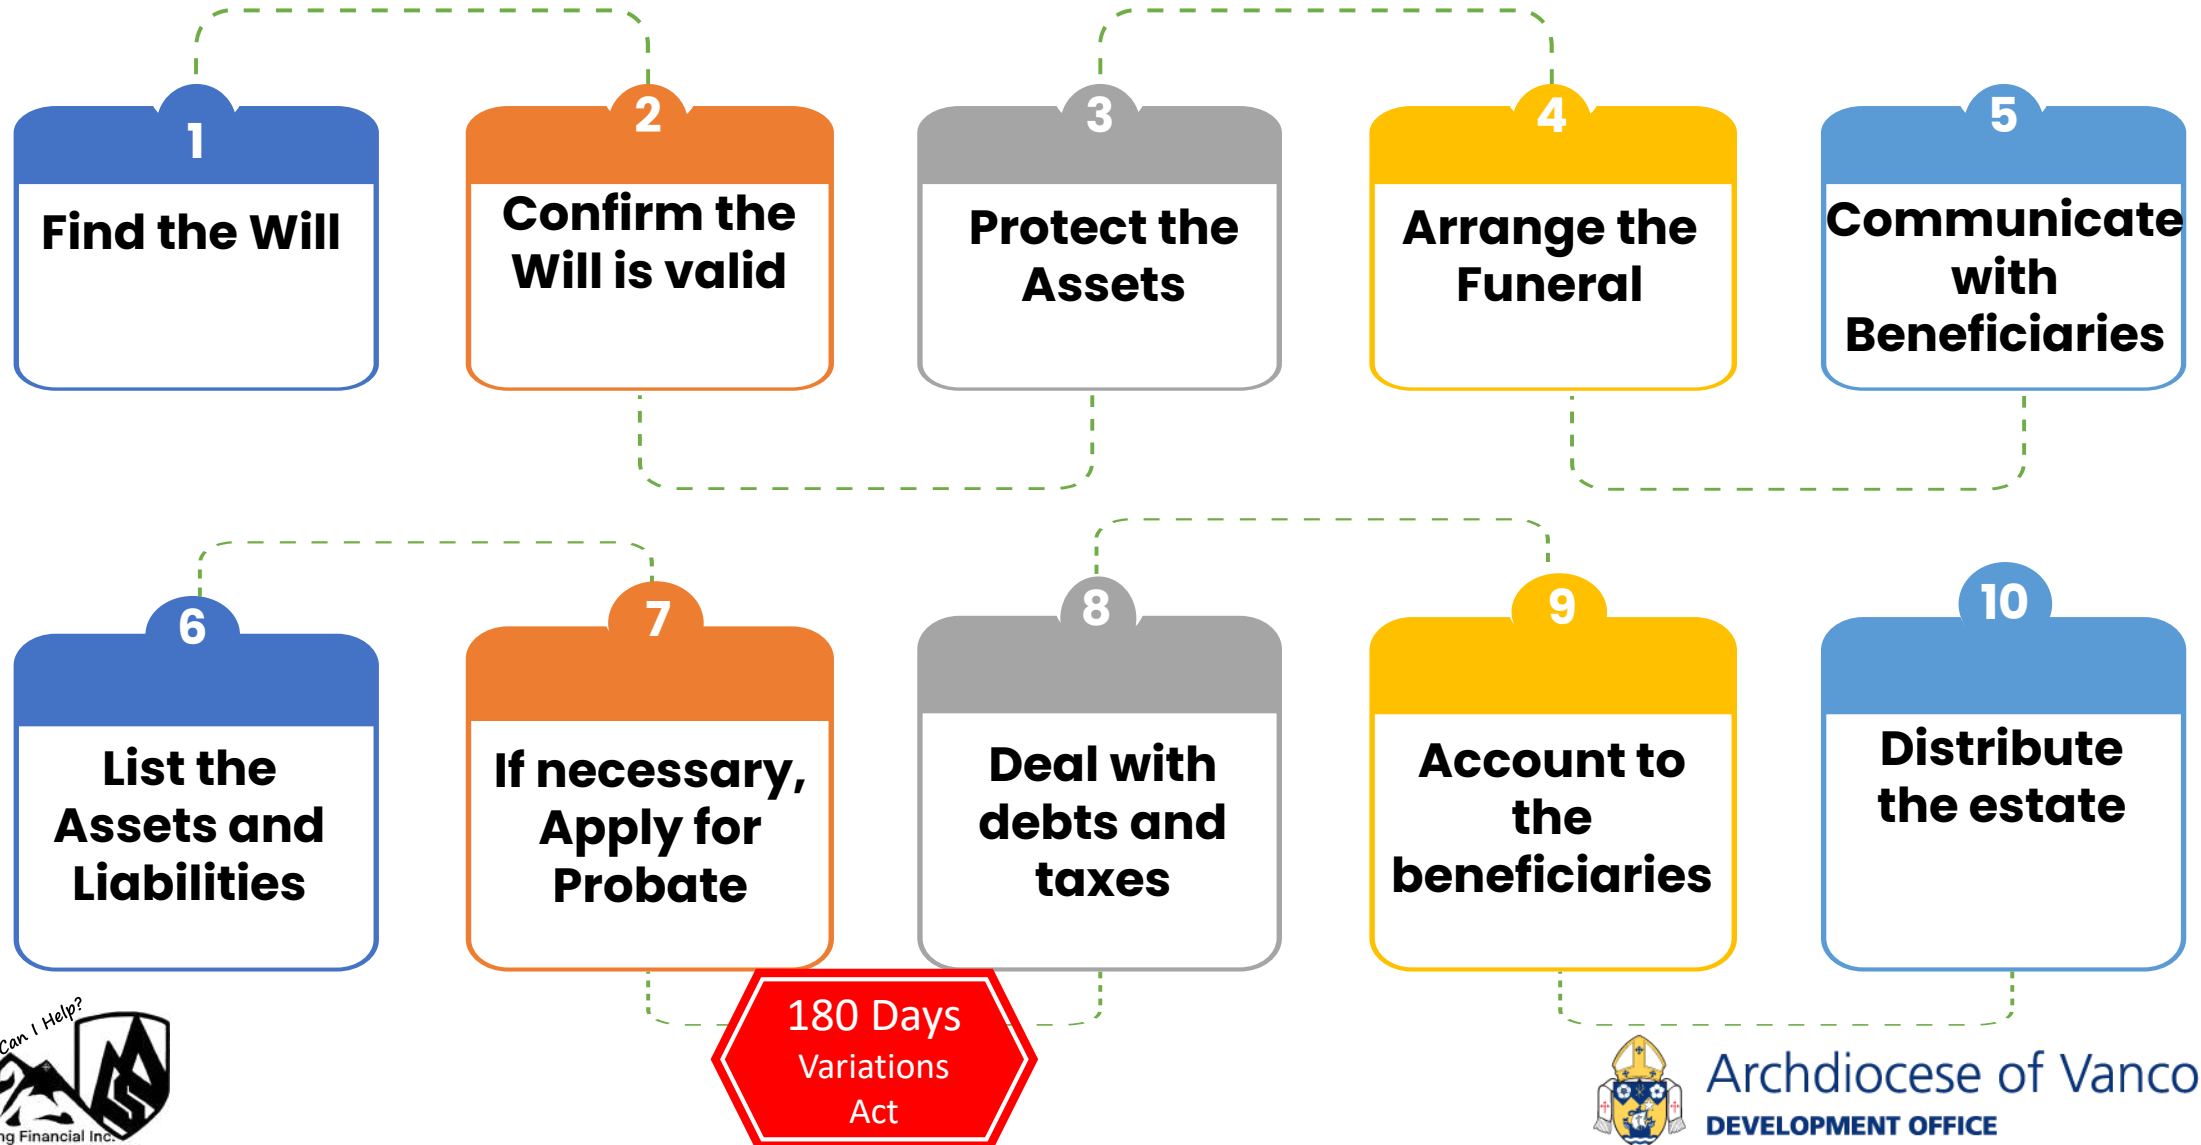 1
Find the Will
2
Confirm the
Will is valid
3
Protect the
Assets
4
Arrange the
Funeral
5
Communicate
with
Beneficiaries
6
List the
Assets and
Liabilities
7
If necessary,
Apply for
Probate
8
Deal with
debts and
taxes
9
Account to
the
beneficiaries
10
Distribute
the estate
180 Days
Variations
Act
Can I Help?
ng Financial Inc.
Archdiocese of Vanco
DEVELOPMENT OFFICE